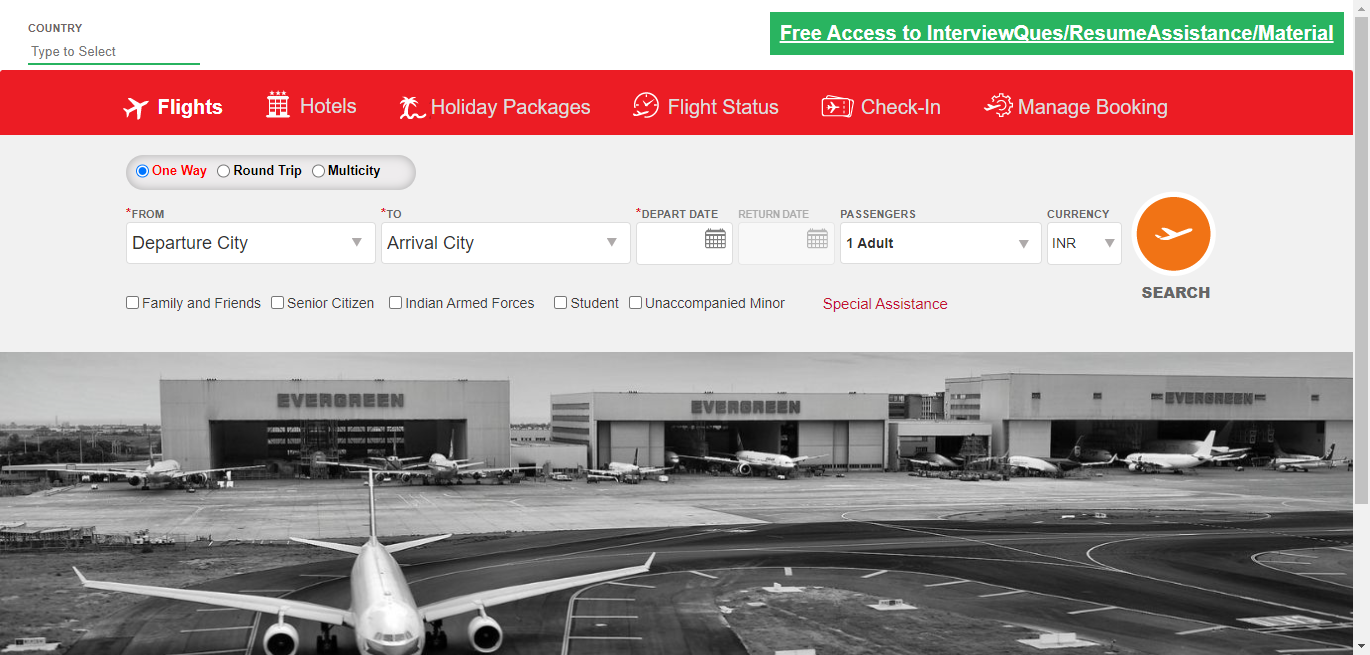 COUNTRY
Type to Select
Free Access to InterviewQues/ResumeAssistance/Material
Flights Hotels Holiday Packages Flight Status Check-In Manage Booking
One Way Round Trip Multicity
*FROM *TO *DEPART DATE RETURN DATE PASSENGERS CURRENCY
Departure City Arrival City 1 Adult INR
SEARCH
Family and Friends Senior Citizen Indian Armed Forces Student Unaccompanied Minor Special Assistance
EVERGREEN EVERGREEN EVERGREEN